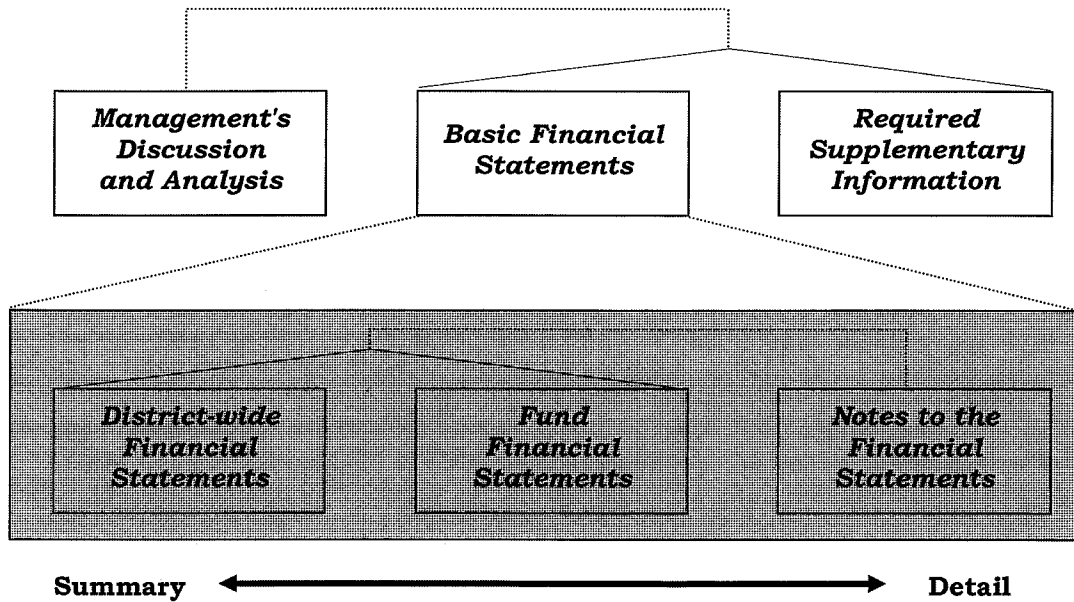 Management's
Discussion
and Analysis
Basic Financial
Statements
Required
Supplementary
Information
District-wide
Financial
Statements
Fund
Financial
Statements
Notes to the
Financial
Statements
Summary
Detail